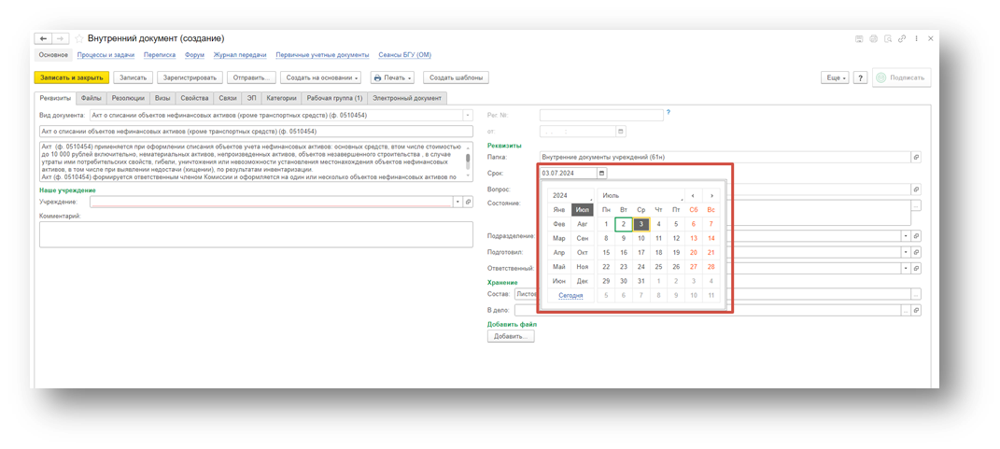 Внутренний документ (создание)
Основное Процессы и задачи Переписка Форум Журнал передачи Первичные учетные документы Сеансы БГУ (ОМ)
Записать и закрыть Записать Зарегистрировать Отправить... Создать на основании Печать Создать шаблоны Еще ? Подписать
Реквизиты Файлы Резолюции Визы Свойства Связи ЭП Категории Рабочая группа (1) Электронный документ
Вид документа: Акт о списании объектов нефинансовых активов (кроме транспортных средств) (ф. 0510454)
Акт о списании объектов нефинансовых активов (кроме транспортных средств) (ф. 0510454)
Акт (ф. 0510454) применяется при оформлении списания объектов учета нефинансовых активов: основных средств, втом числе стоимостью
до 10 000 рублей включительно, нематериальных активов, непроизведенных активов, объектов незавершенного строительства , в случае
утраты ими потребительских свойств, гибели, уничтожения или невозможности установления местонахождения объектов нефинансовых
активов, в том числе при выявлении недостачи (хищении), по результатам инвентаризации.
Акт (ф. 0510454) формируется ответственным членом Комиссии и оформляется на один или несколько объектов нефинансовых активов по
Наше учреждение
Учреждение:
Комментарий:
Рег. №: ?
от: . . :
Реквизиты
Папка: Внутренние документы учреждений (61н)
Срок: 03.07.2024
Вопрос:
Состояние:
Подразделение:
Подготовил:
Ответственный:
2024 Июль ‹ ›
Янв Июл Пн Вт Ср Чт Пт Сб Вс
Фев Авг 1 2 3 4 5 6 7
Мар Сен 8 9 10 11 12 13 14
Апр Окт 15 16 17 18 19 20 21
Май Ноя 22 23 24 25 26 27 28
Июн Дек 29 30 31 1 2 3 4
Сегодня 5 6 7 8 9 10 11
Хранение
Состав: Листов
В дело: ...
Добавить файл
Добавить...